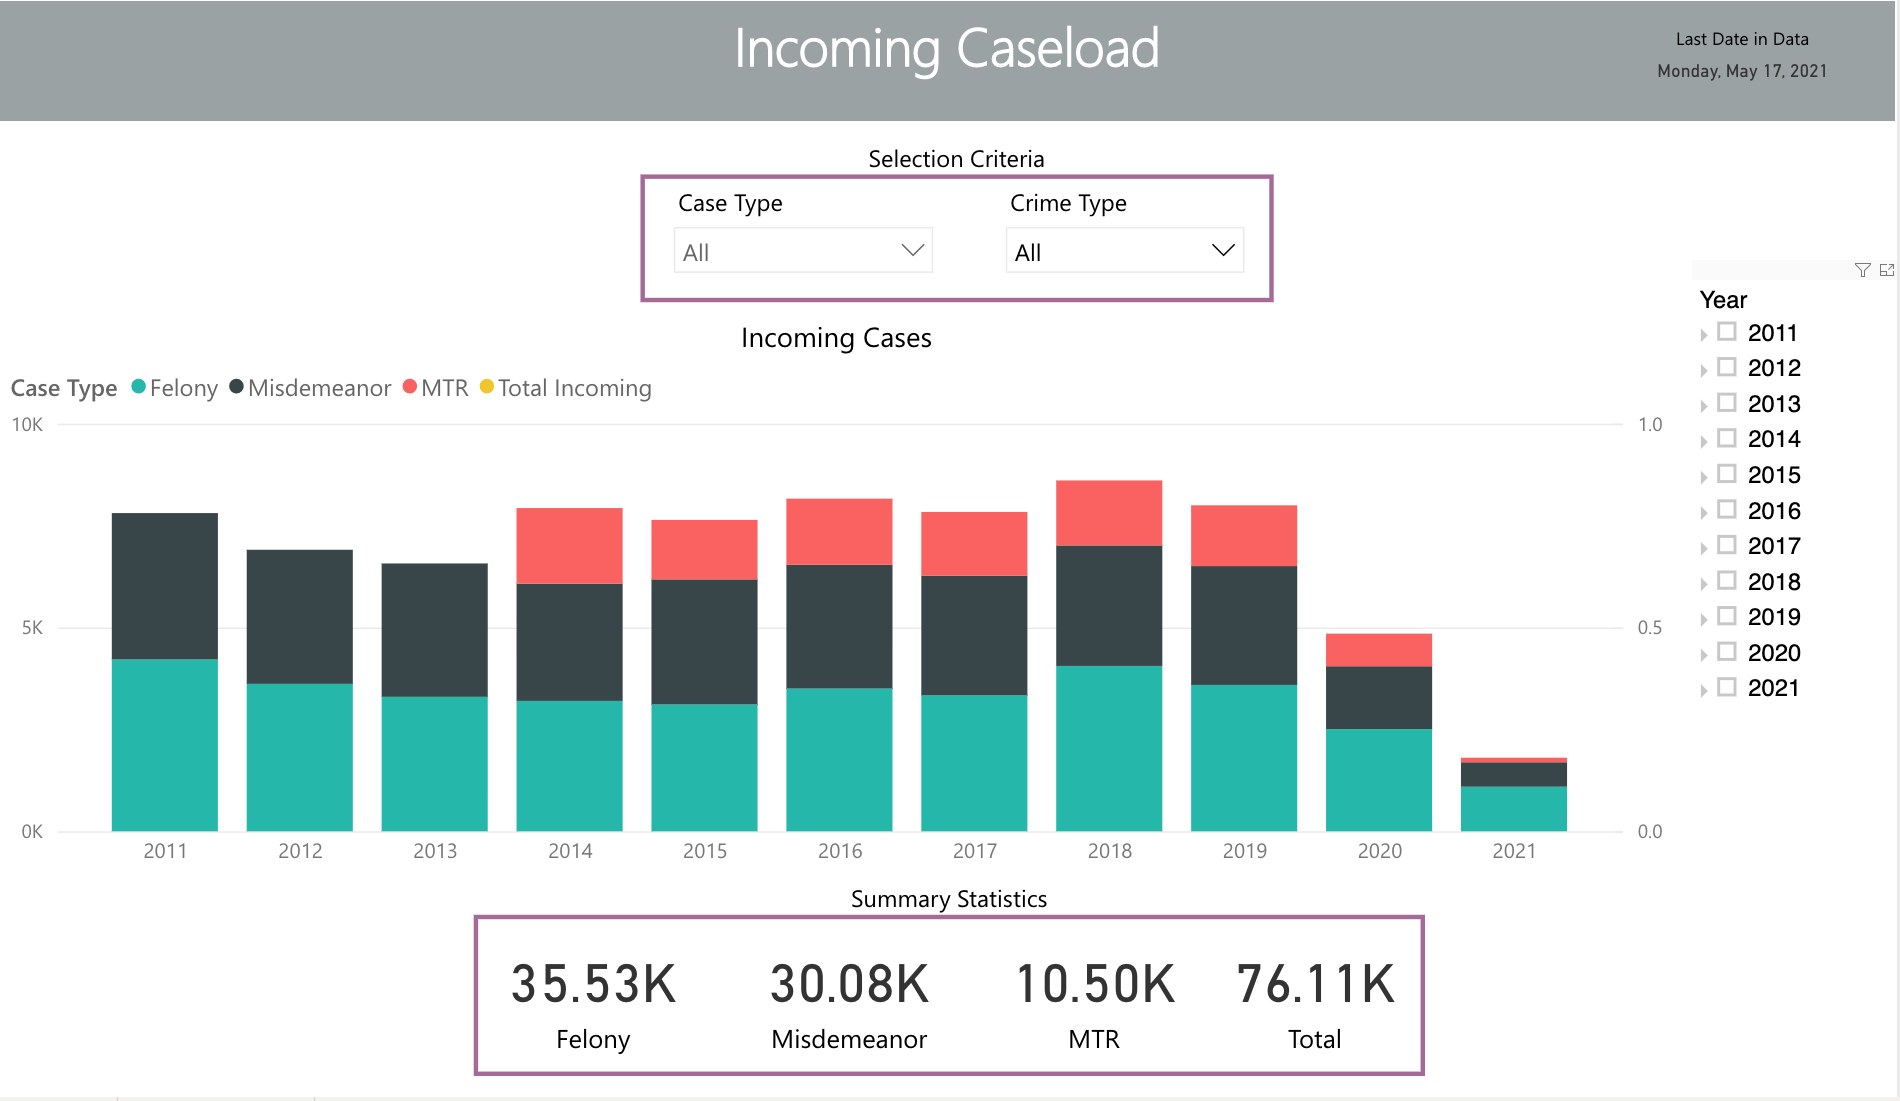 Incoming Caseload
Last Date in Data
Monday, May 17, 2021
Selection Criteria
Case Type
Crime Type
All
All
Incoming Cases
Case Type Felony Misdemeanor MTR Total Incoming
10K
5K
0K
1.0
0.5
0.0
2011 2012 2013 2014 2015 2016 2017 2018 2019 2020 2021
Year
2011
2012
2013
2014
2015
2016
2017
2018
2019
2020
2021
Summary Statistics
35.53K 30.08K 10.50K 76.11K
Felony Misdemeanor MTR Total